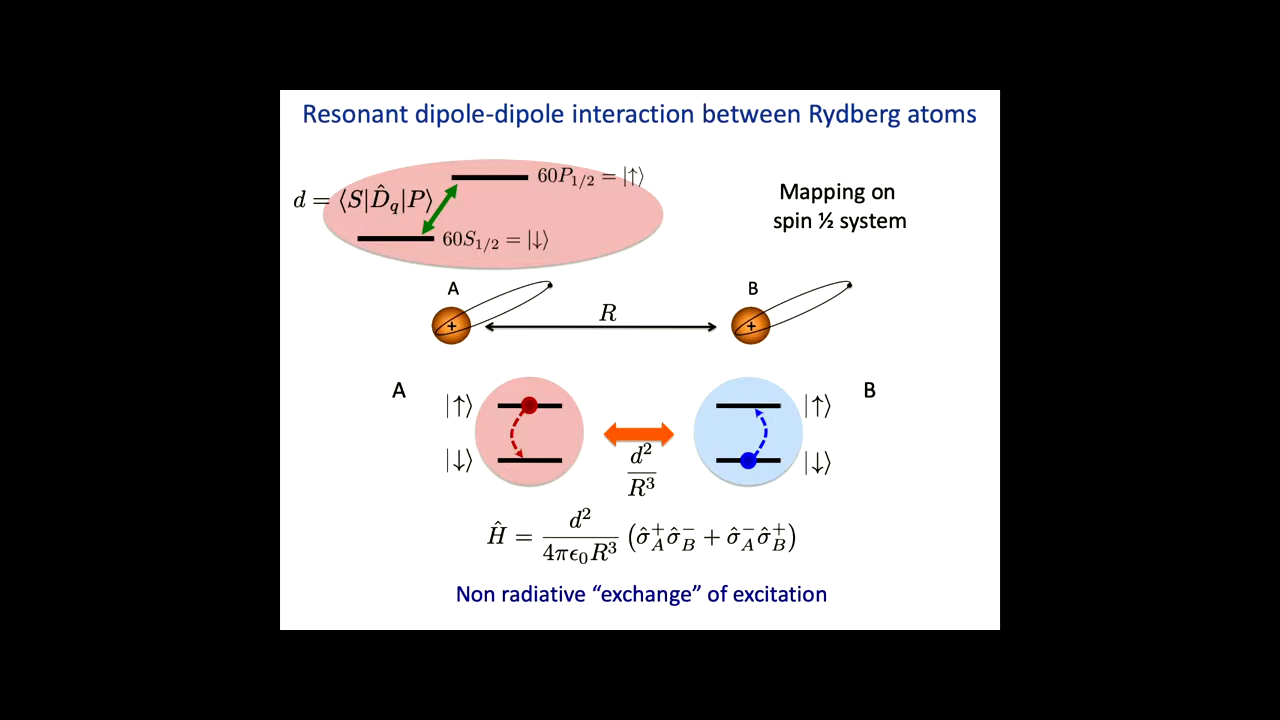 Resonant dipole-dipole interaction between Rydberg atoms
60P_{1/2} = |↑⟩
d = ⟨S|D̂_q|P⟩
60S_{1/2} = |↓⟩
Mapping on
spin ½ system
A
B
+
R
+
A
|↑⟩
|↓⟩
d²/R³
B
|↑⟩
|↓⟩
Ĥ = d²/(4πϵ₀R³) (σ̂_A^+ σ̂_B^- + σ̂_A^- σ̂_B^+)
Non radiative “exchange” of excitation